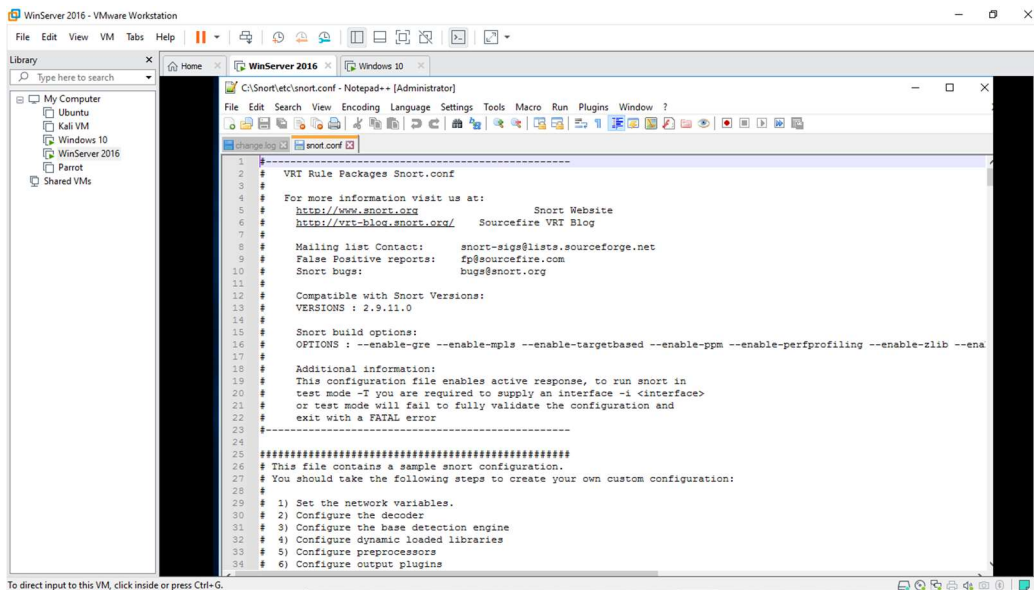 WinServer 2016 - VMware Workstation
File Edit View VM Tabs Help
Library
Type here to search
My Computer
Ubuntu
Kali VM
Windows 10
WinServer 2016
Parrot
Shared VMs
Home
WinServer 2016
Windows 10
C:\Snort\etc\snort.conf - Notepad++ [Administrator]
File Edit Search View Encoding Language Settings Tools Macro Run Plugins Window ?
change.log
snort.conf
1 #---------------------------------------------------
2 # VRT Rule Packages Snort.conf
3 #
4 # For more information visit us at:
5 # http://www.snort.org Snort Website
6 # http://vrt-blog.snort.org/ Sourcefire VRT Blog
7 #
8 # Mailing list Contact: snort-sigs@lists.sourceforge.net
9 # False Positive reports: fp@sourcefire.com
10 # Snort bugs: bugs@snort.org
11 #
12 # Compatible with Snort Versions:
13 # VERSIONS : 2.9.11.0
14 #
15 # Snort build options:
16 # OPTIONS : --enable-gre --enable-mpls --enable-targetbased --enable-ppm --enable-perfprofiling --enable-zlib --ena
17 #
18 # Additional information:
19 # This configuration file enables active response, to run snort in
20 # test mode -T you are required to supply an interface -i <interface>
21 # or test mode will fail to fully validate the configuration and
22 # exit with a FATAL error
23 #---------------------------------------------------
24
25 ###################################################
26 # This file contains a sample snort configuration.
27 # You should take the following steps to create your own custom configuration:
28 #
29 # 1) Set the network variables.
30 # 2) Configure the decoder
31 # 3) Configure the base detection engine
32 # 4) Configure dynamic loaded libraries
33 # 5) Configure preprocessors
34 # 6) Configure output plugins
To direct input to this VM, click inside or press Ctrl+G.